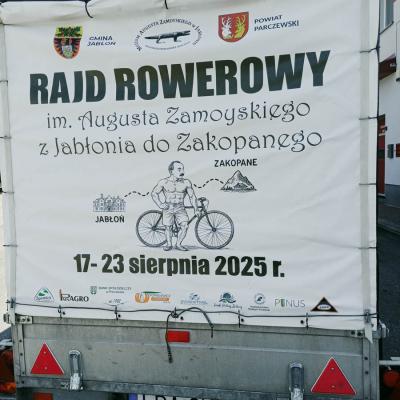 GMINA
JABŁOŃ
POWIAT
PARCZEWSKI
RAJD ROWEROWY
im. Augusta Zamoyskiego
z Jabłonia do Zakopanego
ZAKOPANE
JABŁOŃ
17-23 sierpnia 2025 r.
PINUS